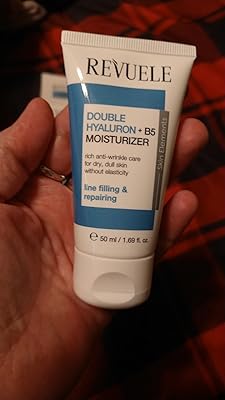 REVUELE
DOUBLE
HYALURON + B5
MOISTURIZER
rich anti-wrinkle care
for dry, dull skin
without elasticity
line filling &
repairing
Skin Elements
℮ 50 ml / 1.69 fl. oz.